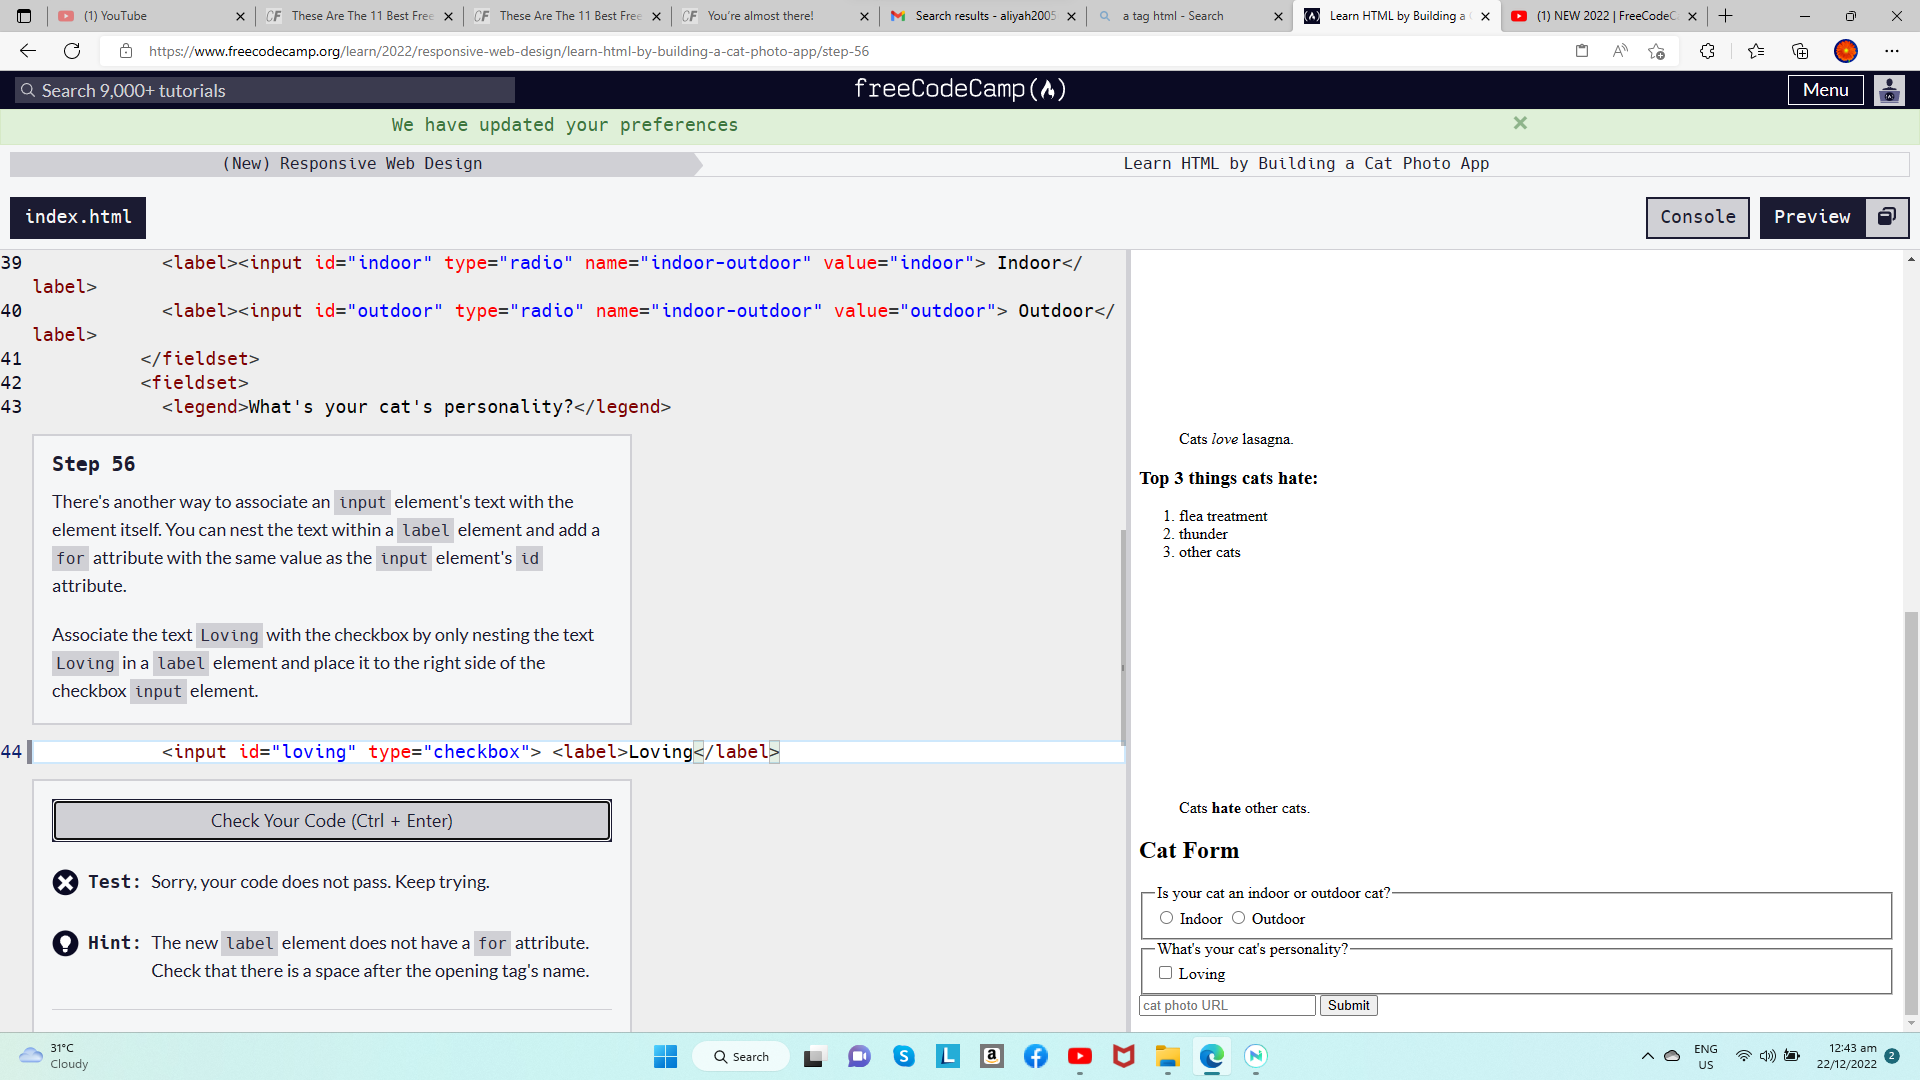 (1) YouTube
These Are The 11 Best Free
These Are The 11 Best Free
You're almost there!
Search results - aliyah2005
a tag html - Search
Learn HTML by Building a
(1) NEW 2022 | FreeCodeC
https://www.freecodecamp.org/learn/2022/responsive-web-design/learn-html-by-building-a-cat-photo-app/step-56
Search 9,000+ tutorials
freeCodeCamp
Menu
We have updated your preferences
(New) Responsive Web Design
Learn HTML by Building a Cat Photo App
index.html
Console
Preview
39 <label><input id="indoor" type="radio" name="indoor-outdoor" value="indoor"> Indoor</
label>
40 <label><input id="outdoor" type="radio" name="indoor-outdoor" value="outdoor"> Outdoor</
label>
41 </fieldset>
42 <fieldset>
43 <legend>What's your cat's personality?</legend>
Step 56
There's another way to associate an input element's text with the
element itself. You can nest the text within a label element and add a
for attribute with the same value as the input element's id
attribute.
Associate the text Loving with the checkbox by only nesting the text
Loving in a label element and place it to the right side of the
checkbox input element.
44 <input id="loving" type="checkbox"> <label>Loving</label>
Check Your Code (Ctrl + Enter)
Test: Sorry, your code does not pass. Keep trying.
Hint: The new label element does not have a for attribute.
Check that there is a space after the opening tag's name.
Cats love lasagna.
Top 3 things cats hate:
1. flea treatment
2. thunder
3. other cats
Cats hate other cats.
Cat Form
Is your cat an indoor or outdoor cat?
Indoor Outdoor
What's your cat's personality?
Loving
cat photo URL
Submit
31°C
Cloudy
Search
ENG
US
12:43 am
22/12/2022
2